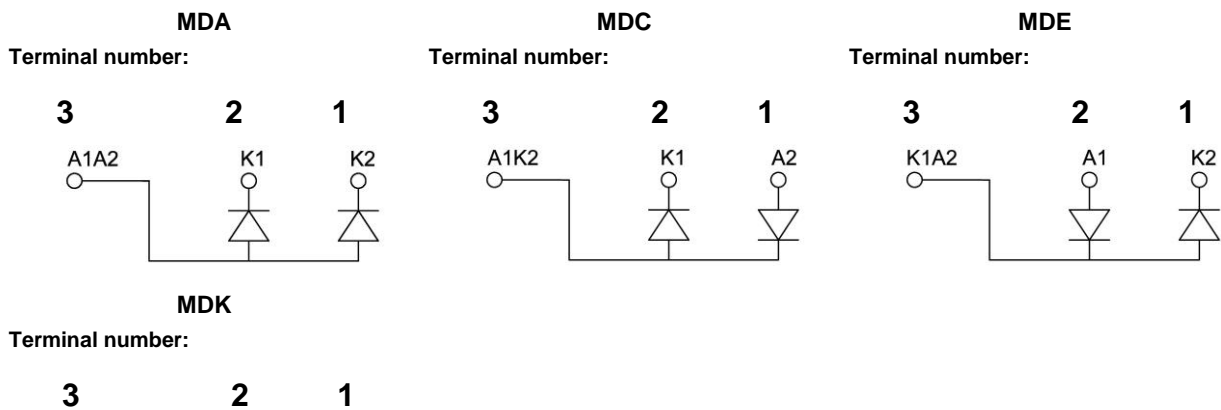 MDA MDC MDE
Terminal number: Terminal number: Terminal number:
3 2 1 3 2 1 3 2 1
A1A2 K1 K2 A1K2 K1 A2 K1A2 A1 K2
MDK
Terminal number:
3 2 1